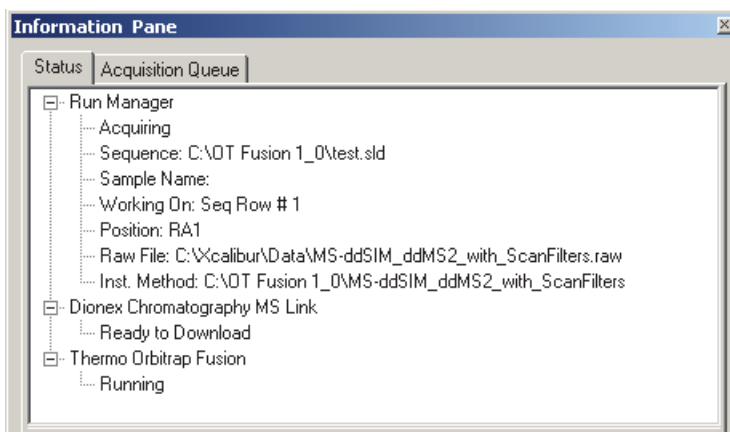 Information Pane
Status Acquisition Queue
Run Manager
Acquiring
Sequence: C:\OT Fusion 1_0\test.sld
Sample Name:
Working On: Seq Row # 1
Position: RA1
Raw File: C:\Xcalibur\Data\MS-ddSIM_ddMS2_with_ScanFilters.raw
Inst. Method: C:\OT Fusion 1_0\MS-ddSIM_ddMS2_with_ScanFilters
Dionex Chromatography MS Link
Ready to Download
Thermo Orbitrap Fusion
Running